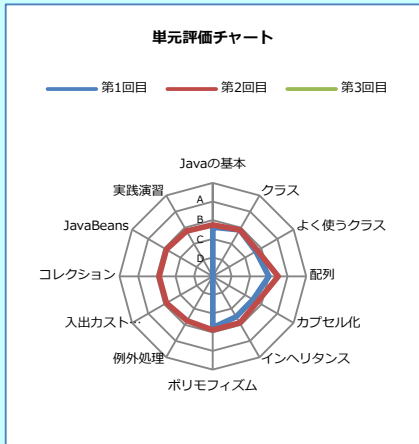 単元評価チャート
第1回目 第2回目 第3回目
Javaの基本
実践演習 クラス
A
JavaBeans よく使うクラス
B
C
D
コレクション 配列
入出力スト… カプセル化
例外処理 インヘリタンス
ポリモフィズム